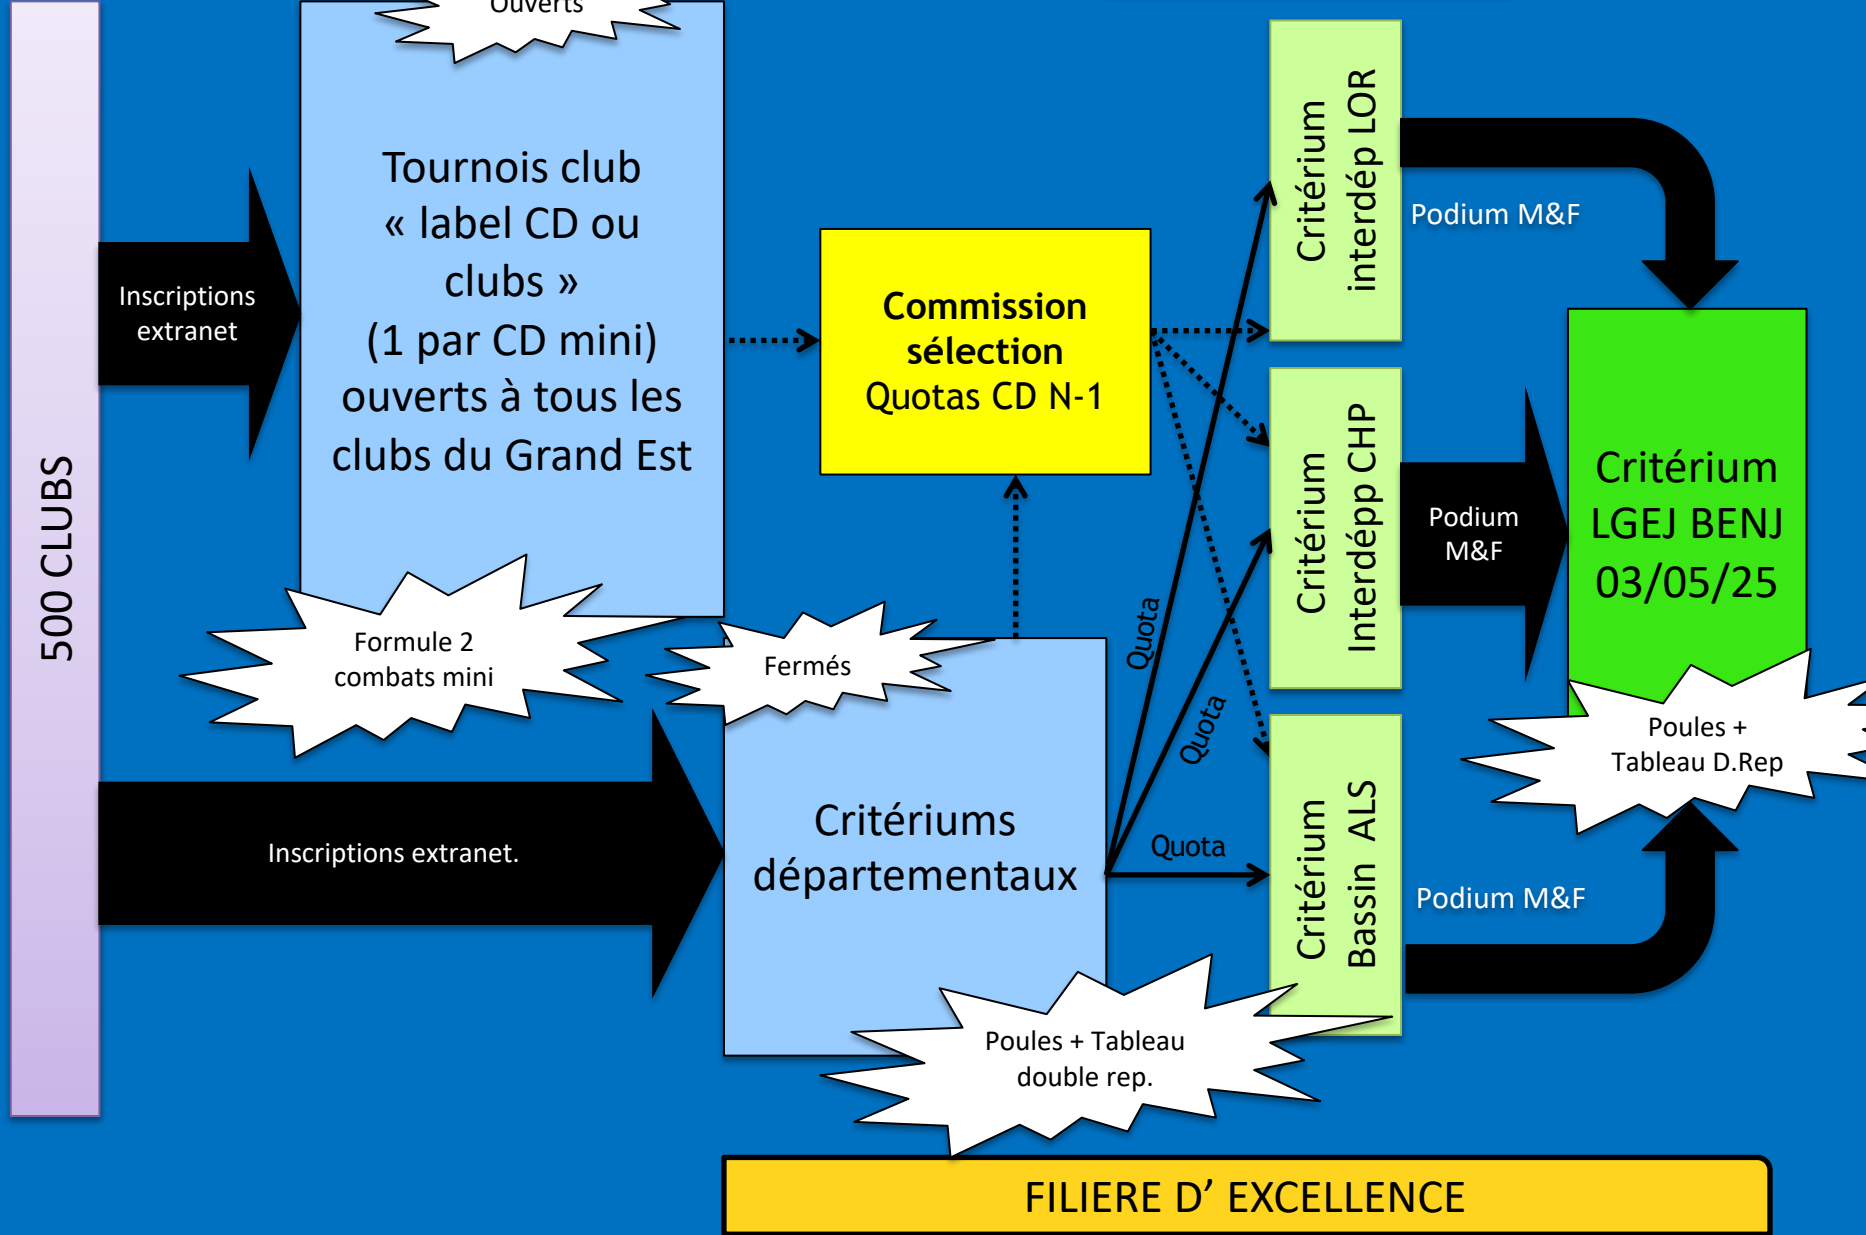 Ouverts
500 CLUBS
Inscriptions
extranet
Tournois club
« label CD ou
clubs »
(1 par CD mini)
ouverts à tous les
clubs du Grand Est
Formule 2
combats mini
Commission
sélection
Quotas CD N-1
Fermés
Inscriptions extranet.
Critériums
départementaux
Poules + Tableau
double rep.
Quota
Quota
Quota
Critérium
interdép LOR
Critérium
Interdépp CHP
Critérium
Bassin ALS
Podium M&F
Podium
M&F
Podium M&F
Critérium
LGEJ BENJ
03/05/25
Poules +
Tableau D.Rep
FILIERE D’ EXCELLENCE